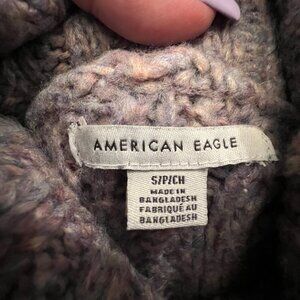 AMERICAN EAGLE
S/P/CH
MADE IN
BANGLADESH
FABRIQUÉ AU
BANGLADESH